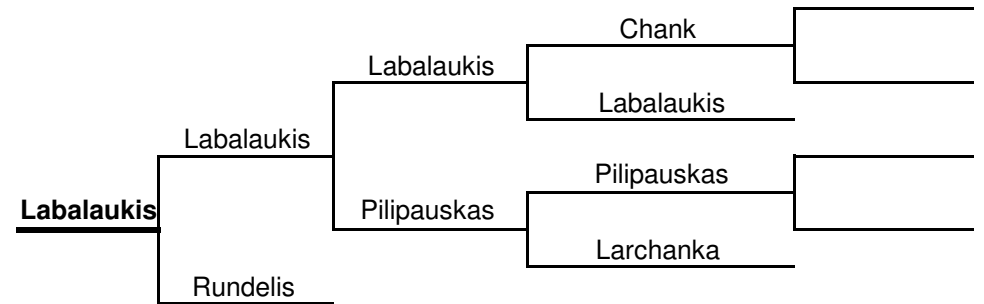 Chank
Labalaukis
Labalaukis
Labalaukis
Pilipauskas
Labalaukis
Pilipauskas
Larchanka
Rundelis